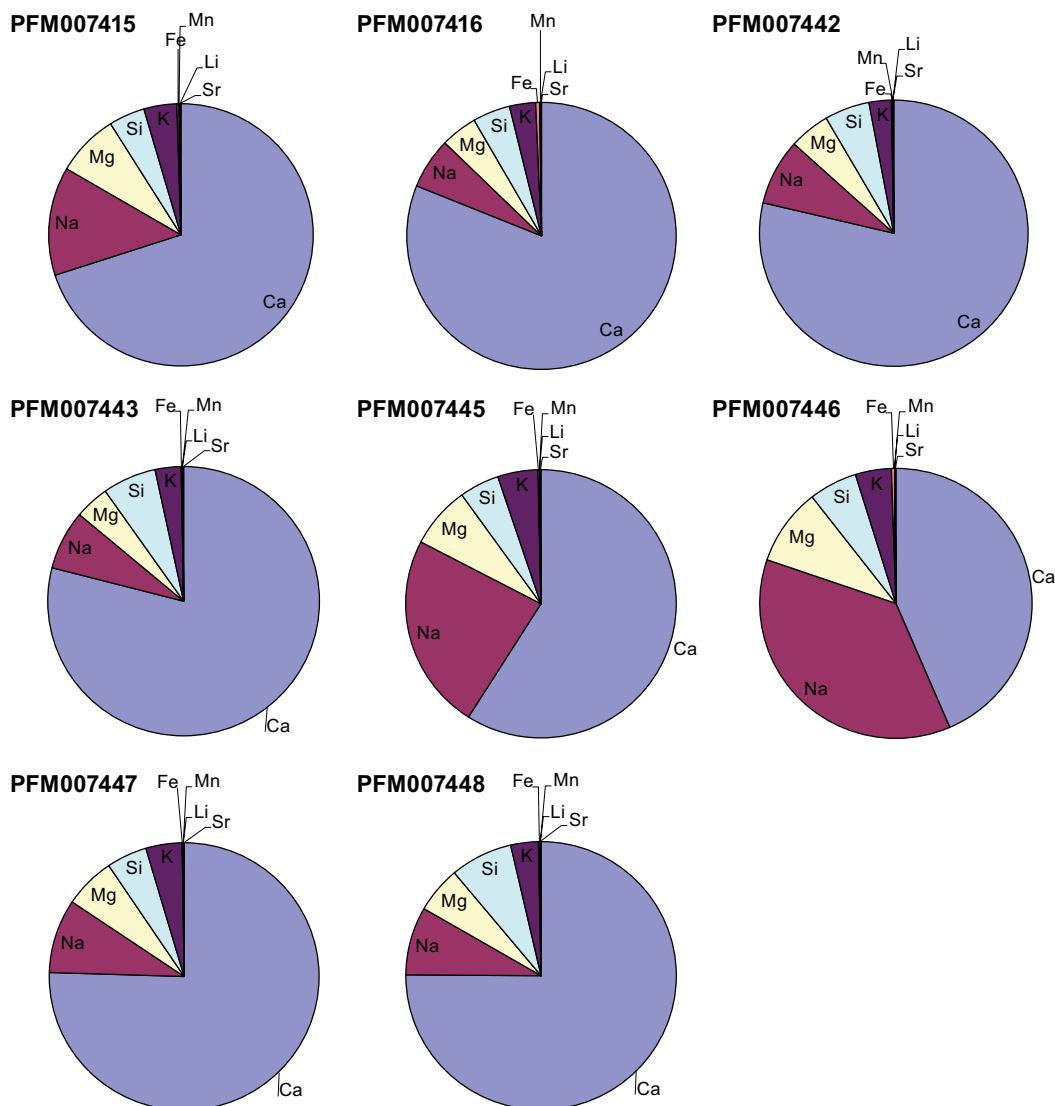 PFM007415
Mn
Fe
Li
Sr
K
Si
Mg
Na
Ca
PFM007416
Mn
Li
Fe
Sr
K
Si
Mg
Na
Ca
PFM007442
Li
Mn
Sr
Fe
K
Si
Mg
Na
Ca
PFM007443
Fe
Mn
Li
Sr
K
Si
Mg
Na
Ca
PFM007445
Fe
Mn
Li
Sr
K
Si
Mg
Na
Ca
PFM007446
Fe
Mn
Li
Sr
K
Si
Mg
Ca
Na
PFM007447
Fe
Mn
Li
Sr
K
Si
Mg
Na
Ca
PFM007448
Fe
Mn
Li
Sr
K
Si
Mg
Na
Ca